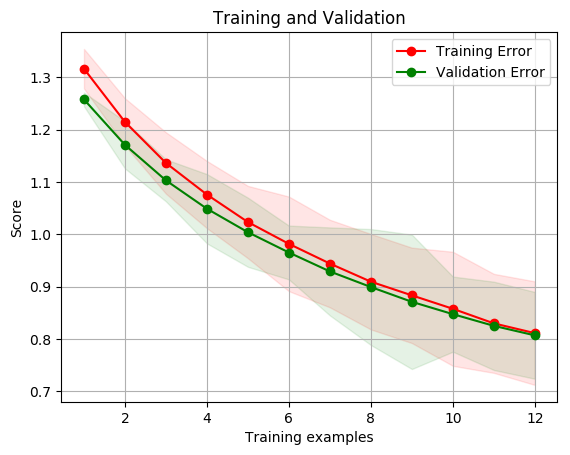 Training and Validation
Training Error
Validation Error
1.3
1.2
1.1
1.0
0.9
0.8
0.7
Score
2 4 6 8 10 12
Training examples